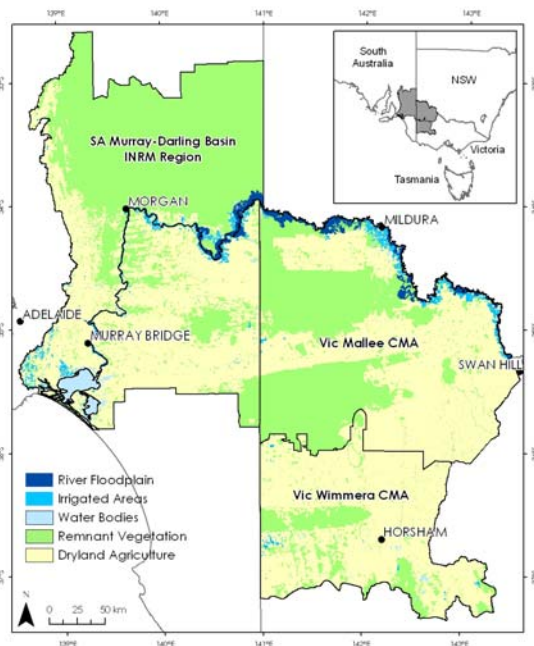 139°E 140°E 141°E 142°E 143°E
South
Australia
NSW
Victoria
Tasmania
SA Murray-Darling Basin
INRM Region
MORGAN
MILDURA
ADELAIDE
MURRAY BRIDGE
Vic Mallee CMA
SWAN HILL
River Floodplain
Irrigated Areas
Water Bodies
Remnant Vegetation
Dryland Agriculture
Vic Wimmera CMA
HORSHAM
N
0 25 50 km
139°E 140°E 141°E 142°E 143°E